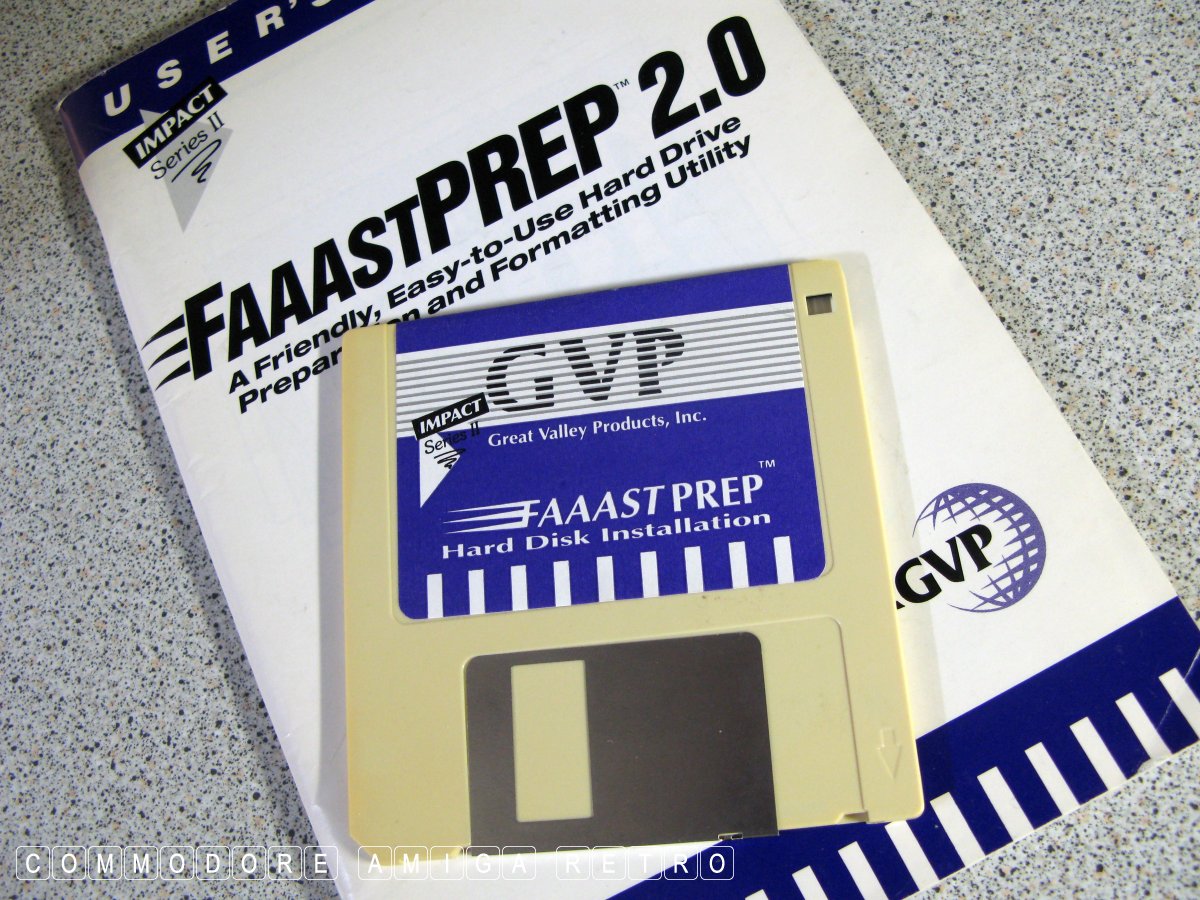 USER'S
IMPACT
Series II
FAAASTPREP™ 2.0
A Friendly, Easy-to-Use Hard Drive
and Formatting Utility
GVP
IMPACT
Series II
Great Valley Products, Inc.
FAAAST PREP™
Hard Disk Installation
GVP
COMMODORE AMIGA RETRO